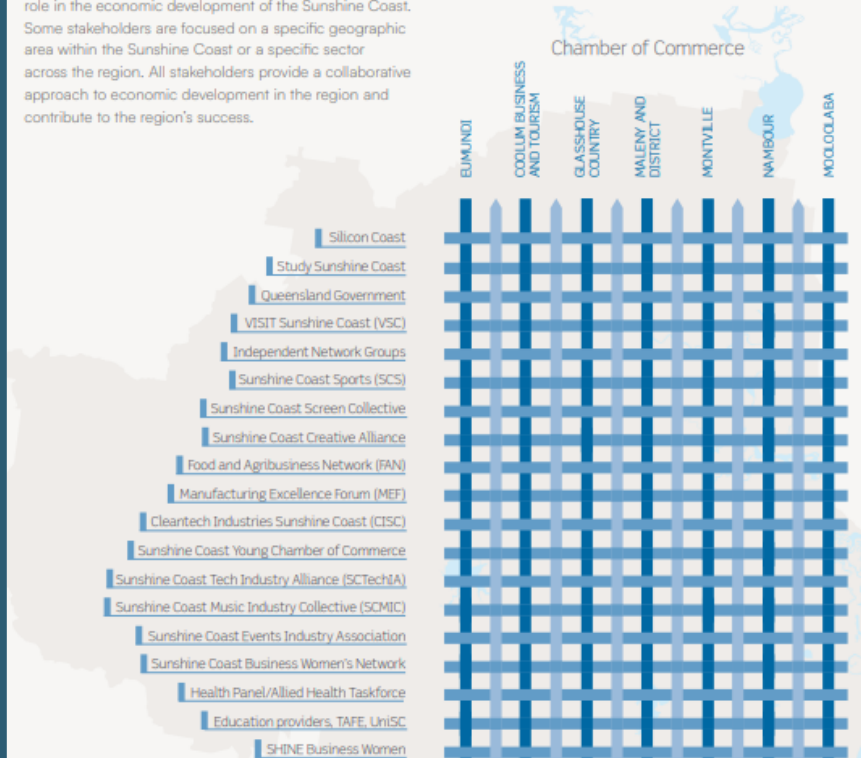 role in the economic development of the Sunshine Coast.
Some stakeholders are focused on a specific geographic
area within the Sunshine Coast or a specific sector
across the region. All stakeholders provide a collaborative
approach to economic development in the region and
contribute to the region's success.
Chamber of Commerce
EUMUNDI
COOLUM BUSINESS
AND TOURISM
GLASSHOUSE
COUNTRY
MALENY AND
DISTRICT
MONTVILLE
NAMBOUR
MOOLOOLABA
Silicon Coast
Study Sunshine Coast
Queensland Government
VISIT Sunshine Coast (VSC)
Independent Network Groups
Sunshine Coast Sports (SCS)
Sunshine Coast Screen Collective
Sunshine Coast Creative Alliance
Food and Agribusiness Network (FAN)
Manufacturing Excellence Forum (MEF)
Cleantech Industries Sunshine Coast (CISC)
Sunshine Coast Young Chamber of Commerce
Sunshine Coast Tech Industry Alliance (SCTechIA)
Sunshine Coast Music Industry Collective (SCMIC)
Sunshine Coast Events Industry Association
Sunshine Coast Business Women's Network
Health Panel/Allied Health Taskforce
Education providers, TAFE, UniSC
SHINE Business Women